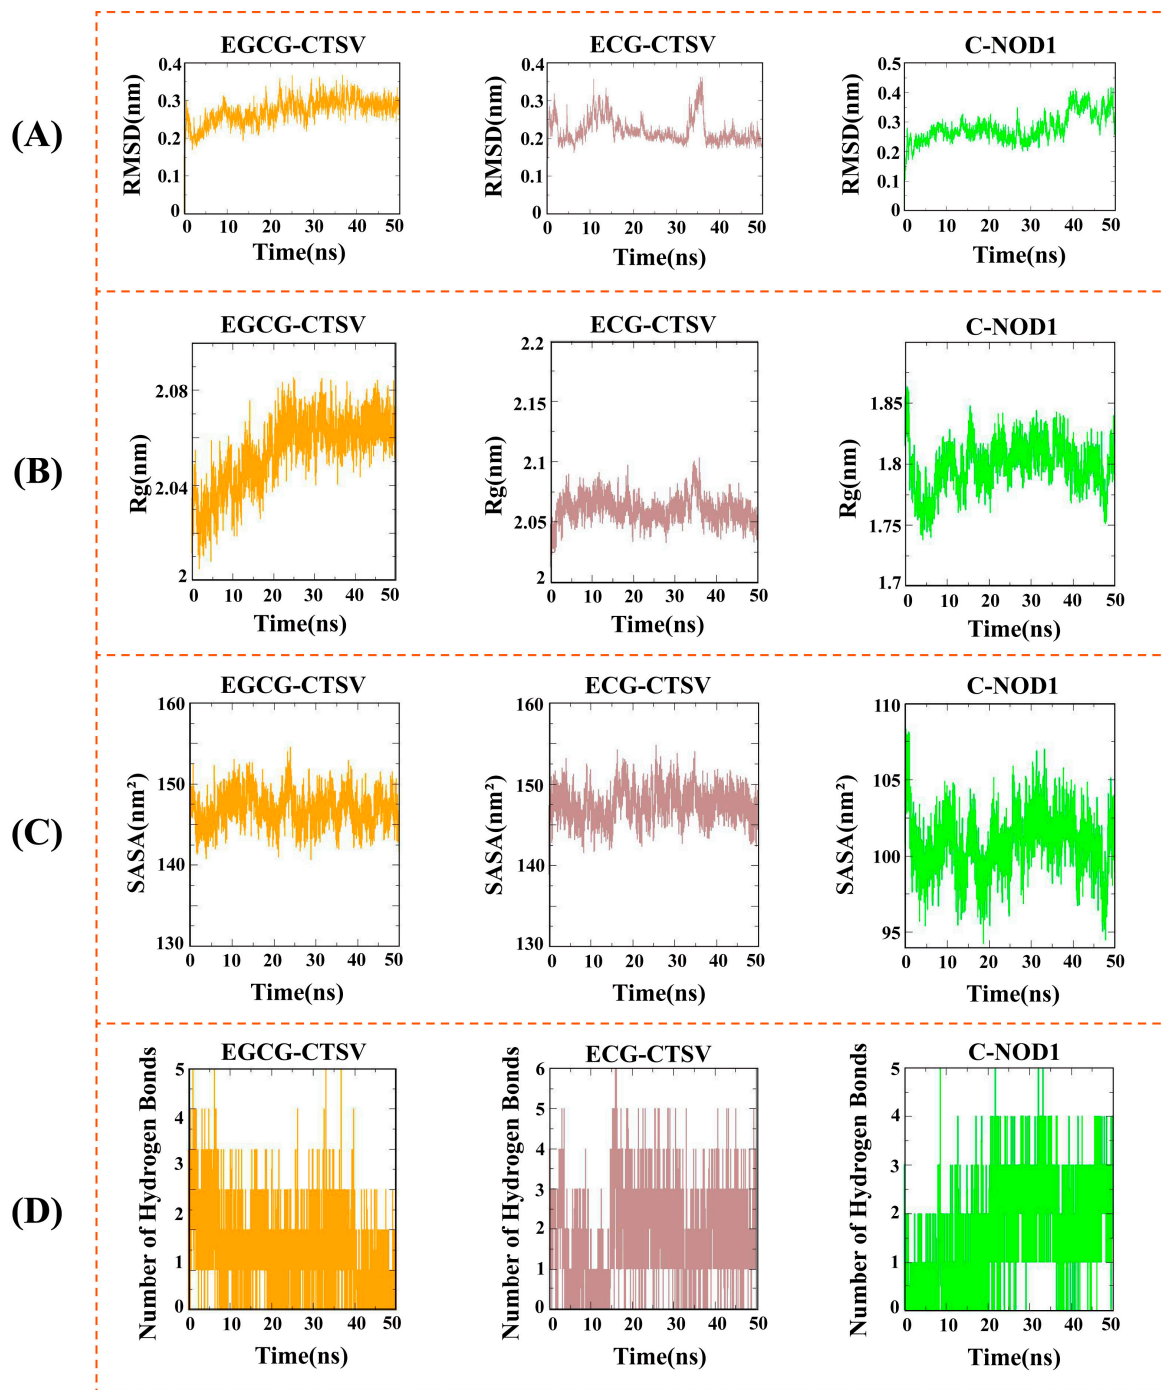 (A)
EGCG-CTSV
RMSD(nm)
0.4
0.3
0.2
0.1
0
0 10 20 30 40 50
Time(ns)
ECG-CTSV
RMSD(nm)
0.4
0.3
0.2
0.1
0
0 10 20 30 40 50
Time(ns)
C-NOD1
RMSD(nm)
0.5
0.4
0.3
0.2
0.1
0
0 10 20 30 40 50
Time(ns)
(B)
EGCG-CTSV
Rg(nm)
2.08
2.04
2
0 10 20 30 40 50
Time(ns)
ECG-CTSV
Rg(nm)
2.2
2.15
2.1
2.05
2
0 10 20 30 40 50
Time(ns)
C-NOD1
Rg(nm)
1.85
1.8
1.75
1.7
0 10 20 30 40 50
Time(ns)
(C)
EGCG-CTSV
SASA(nm²)
160
150
140
130
0 10 20 30 40 50
Time(ns)
ECG-CTSV
SASA(nm²)
160
150
140
130
0 10 20 30 40 50
Time(ns)
C-NOD1
SASA(nm²)
110
105
100
95
0 10 20 30 40 50
Time(ns)
(D)
EGCG-CTSV
Number of Hydrogen Bonds
5
4
3
2
1
0
0 10 20 30 40 50
Time(ns)
ECG-CTSV
Number of Hydrogen Bonds
6
5
4
3
2
1
0
0 10 20 30 40 50
Time(ns)
C-NOD1
Number of Hydrogen Bonds
5
4
3
2
1
0
0 10 20 30 40 50
Time(ns)